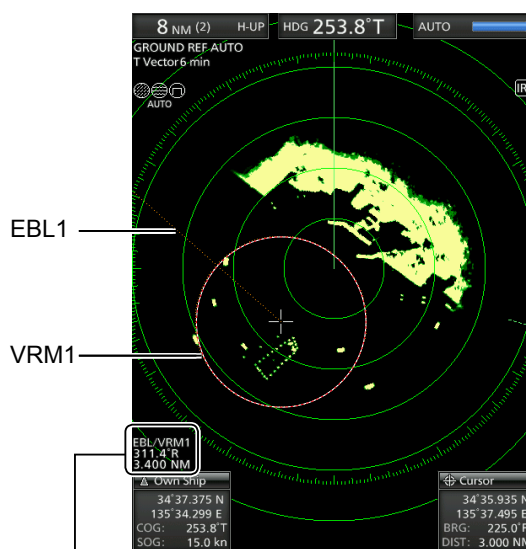 8 NM (2) H-UP HDG 253.8°T AUTO
GROUND REF AUTO
T Vector 6 min
IR
AUTO
EBL1
VRM1
EBL/VRM1
311.4°R
3.400 NM
Own Ship
34°37.375 N
135°34.299 E
COG: 253.8°T
SOG: 15.0 kn
Cursor
34°35.935 N
135°37.495 E
BRG: 225.0°R
DIST: 3.000 NM